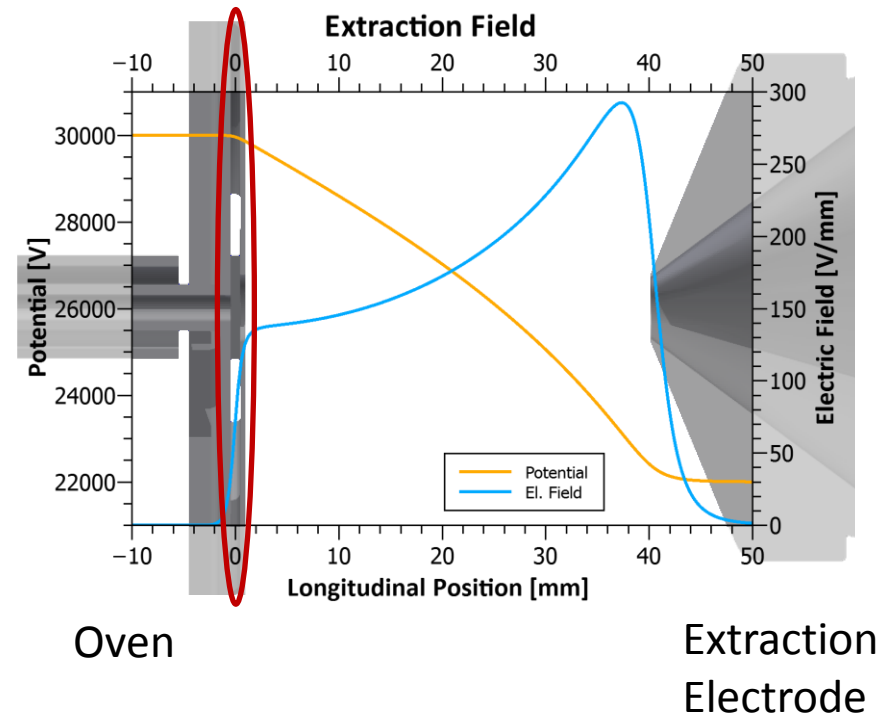 Extraction Field
−10 0 10 20 30 40 50
30000
28000
26000
24000
22000
Potential [V]
300
250
200
150
100
50
0
Electric Field [V/mm]
Potential
El. Field
−10 0 10 20 30 40 50
Longitudinal Position [mm]
Oven
Extraction
Electrode